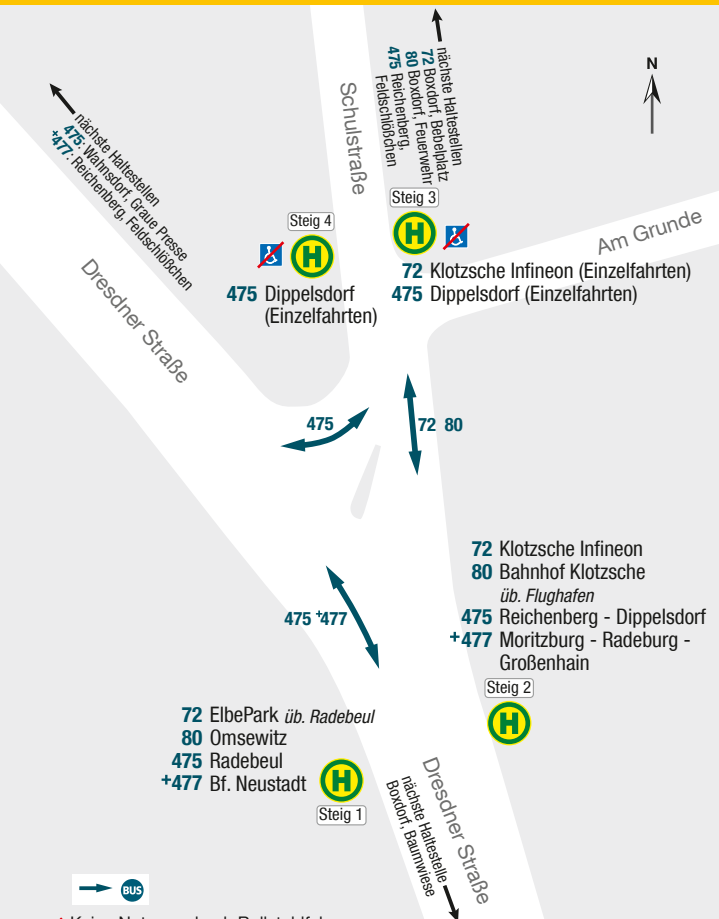 nächste Haltestellen
72 Boxdorf, Bebelplatz
80 Boxdorf, Feuerwehr
475 Reichenberg,
Feldschlößchen
N
nächste Haltestellen
475: Wahnsdorf, Graue Presse
+477: Reichenberg, Feldschlößchen
Schulstraße
Steig 3
H
Steig 4
H
Am Grunde
72 Klotzsche Infineon (Einzelfahrten)
475 Dippelsdorf (Einzelfahrten)
475 Dippelsdorf
(Einzelfahrten)
Dresdner Straße
475
72 80
475 +477
72 Klotzsche Infineon
80 Bahnhof Klotzsche
üb. Flughafen
475 Reichenberg - Dippelsdorf
+477 Moritzburg - Radeburg -
Großenhain
Steig 2
H
72 ElbePark üb. Radebeul
80 Omsewitz
475 Radebeul
+477 Bf. Neustadt
H
Steig 1
Dresdner Straße
nächste Haltestelle
Boxdorf, Baumwiese
BUS